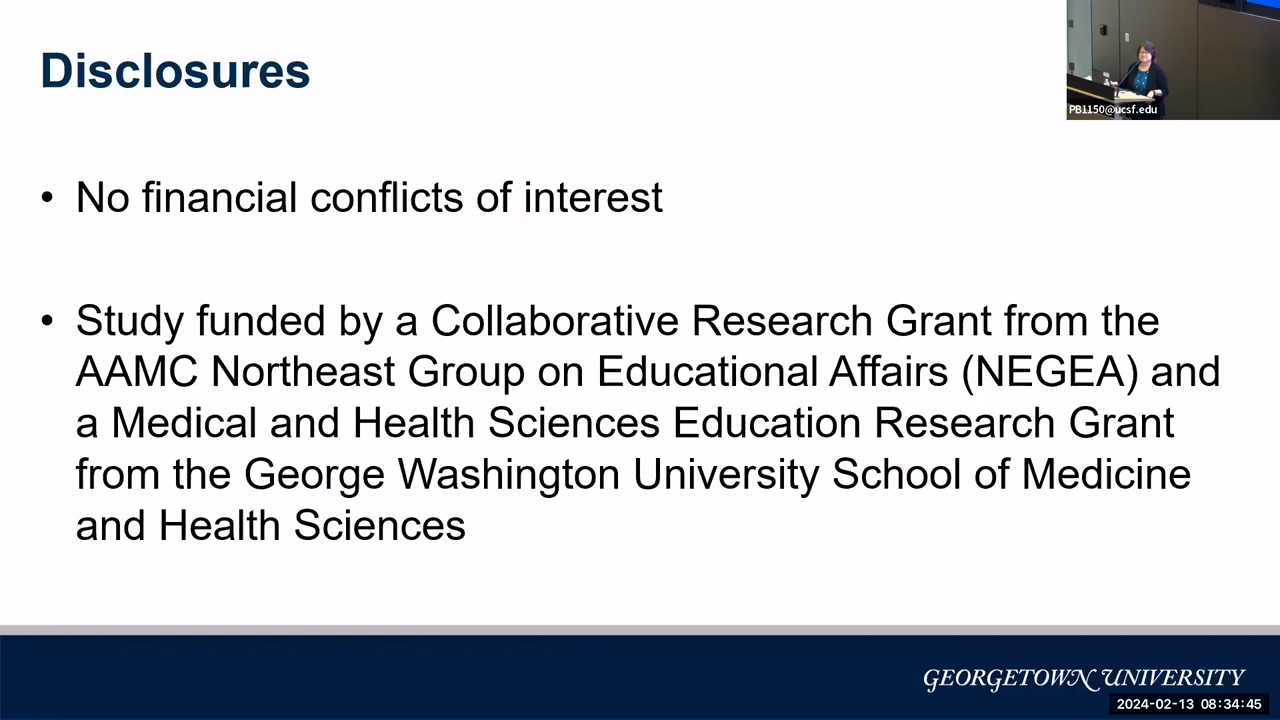 Disclosures
PB1150@ucsf.edu
• No financial conflicts of interest
• Study funded by a Collaborative Research Grant from the
AAMC Northeast Group on Educational Affairs (NEGEA) and
a Medical and Health Sciences Education Research Grant
from the George Washington University School of Medicine
and Health Sciences
GEORGETOWN UNIVERSITY
2024-02-13 08:34:45